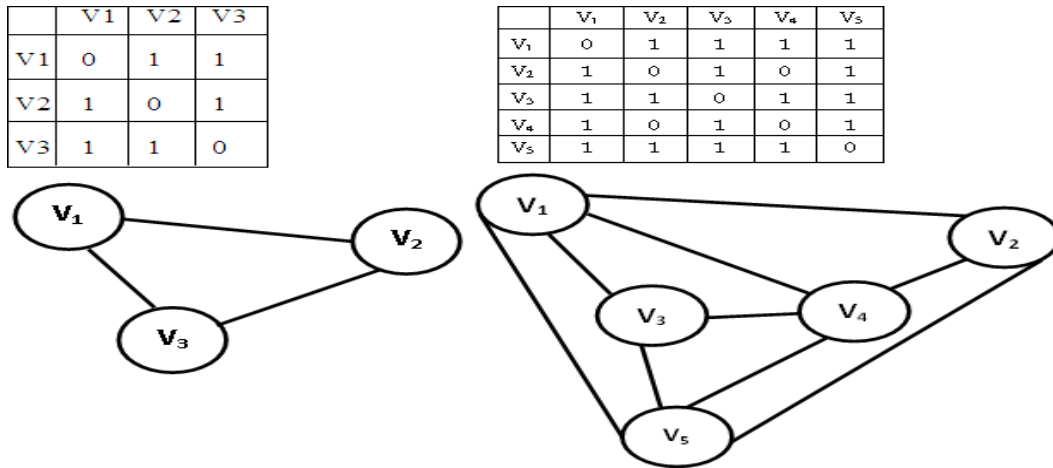 V1 V2 V3
V1 0 1 1
V2 1 0 1
V3 1 1 0
V₁ V₂ V₃ V₄ V₅
V₁ 0 1 1 1 1
V₂ 1 0 1 0 1
V₃ 1 1 0 1 1
V₄ 1 0 1 0 1
V₅ 1 1 1 1 0
V₁
V₂
V₃
V₁
V₂
V₃
V₄
V₅